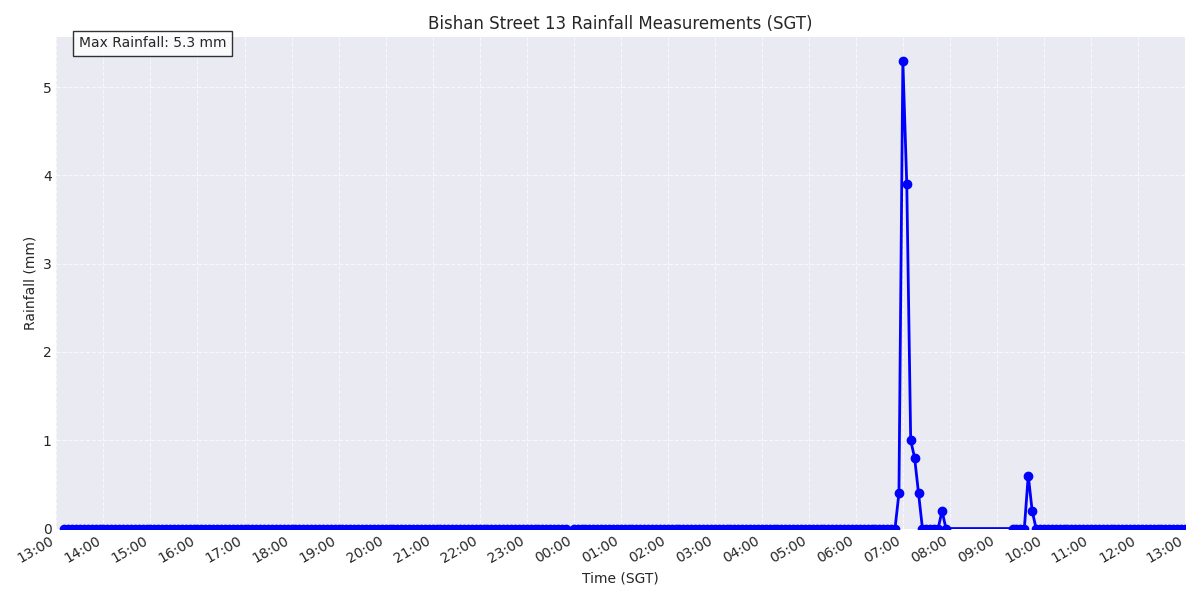 Bishan Street 13 Rainfall Measurements (SGT)
Max Rainfall: 5.3 mm
Rainfall (mm)
5
4
3
2
1
0
13:00 14:00 15:00 16:00 17:00 18:00 19:00 20:00 21:00 22:00 23:00 00:00 01:00 02:00 03:00 04:00 05:00 06:00 07:00 08:00 09:00 10:00 11:00 12:00 13:00
Time (SGT)